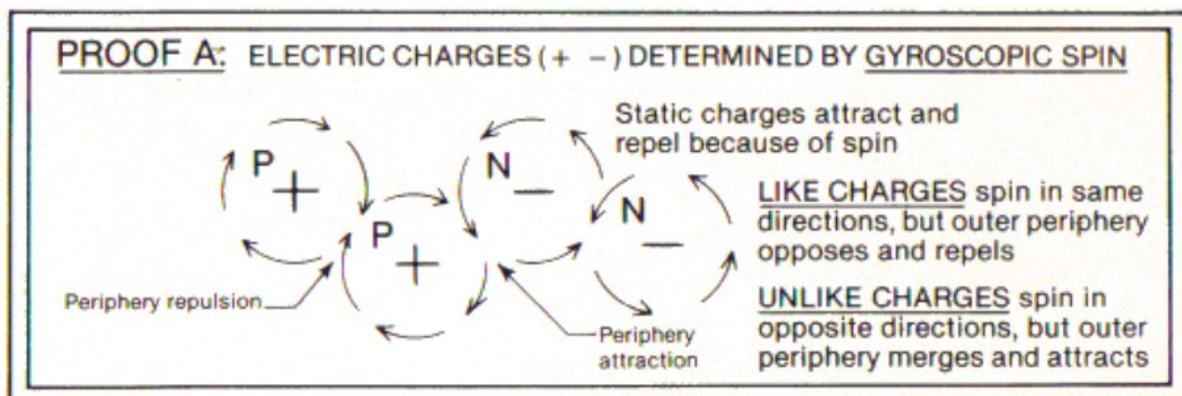 PROOF A: ELECTRIC CHARGES (+ -) DETERMINED BY GYROSCOPIC SPIN
Static charges attract and
repel because of spin
P
+
P
+
N
-
N
-
LIKE CHARGES spin in same
directions, but outer periphery
opposes and repels
Periphery repulsion
Periphery
attraction
UNLIKE CHARGES spin in
opposite directions, but outer
periphery merges and attracts